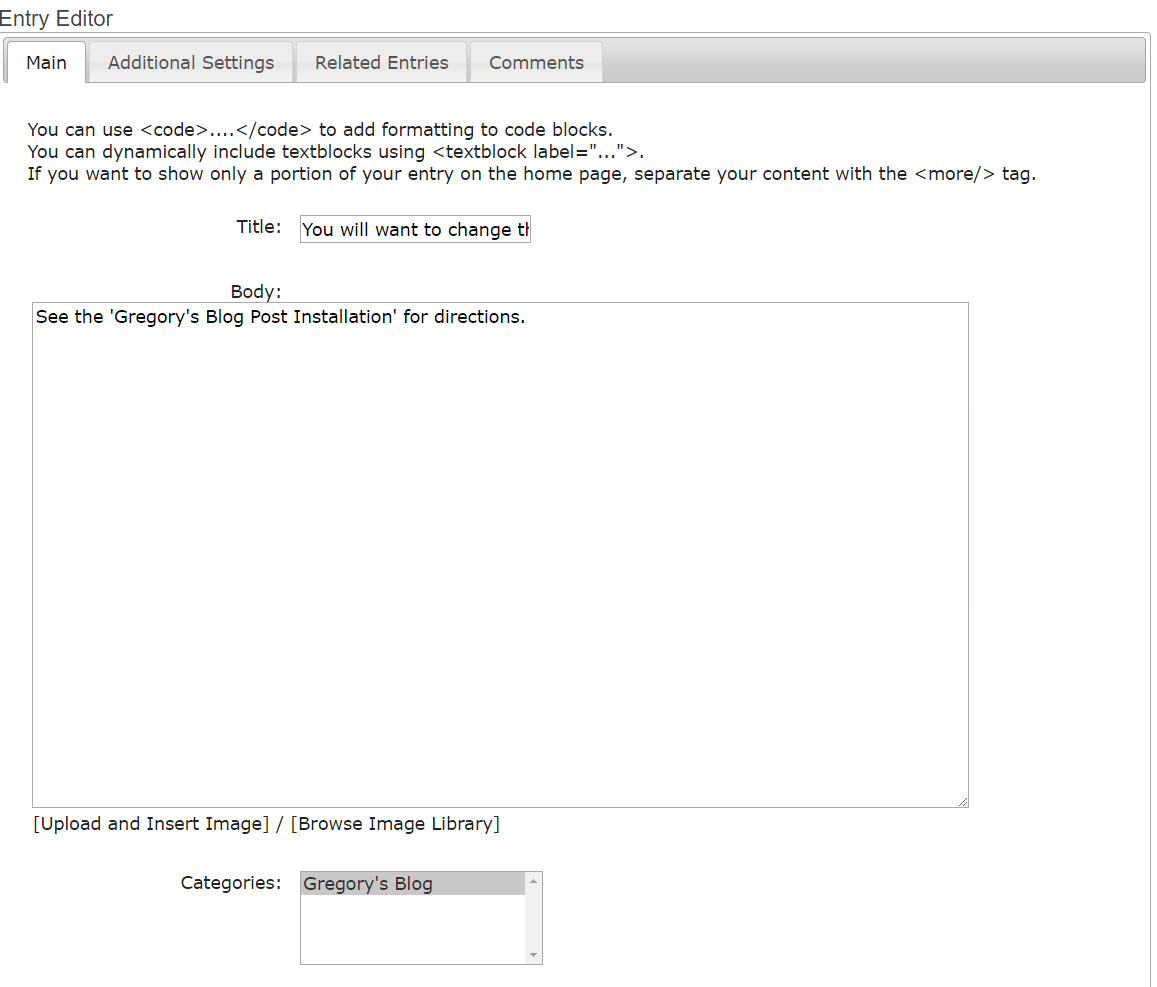 Entry Editor
Main Additional Settings Related Entries Comments
You can use <code>....</code> to add formatting to code blocks.
You can dynamically include textblocks using <textblock label="...">.
If you want to show only a portion of your entry on the home page, separate your content with the <more/> tag.
Title: You will want to change th
Body:
See the 'Gregory's Blog Post Installation' for directions.
[Upload and Insert Image] / [Browse Image Library]
Categories: Gregory's Blog